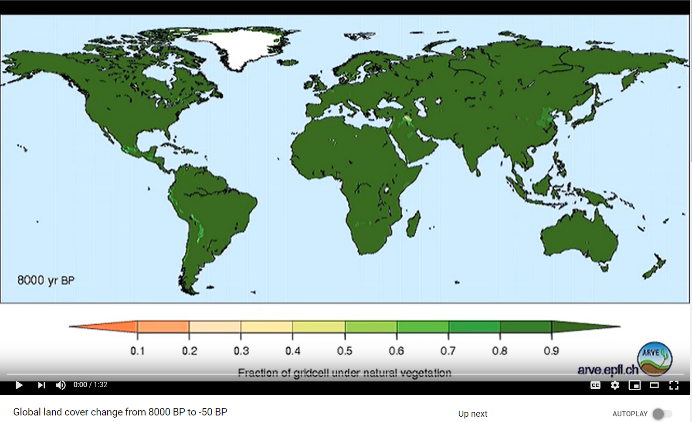 8000 yr BP
0.1 0.2 0.3 0.4 0.5 0.6 0.7 0.8 0.9
Fraction of gridcell under natural vegetation
ARVE
arve.epfl.ch
0:00 / 1:32
CC
Global land cover change from 8000 BP to -50 BP
Up next
AUTOPLAY